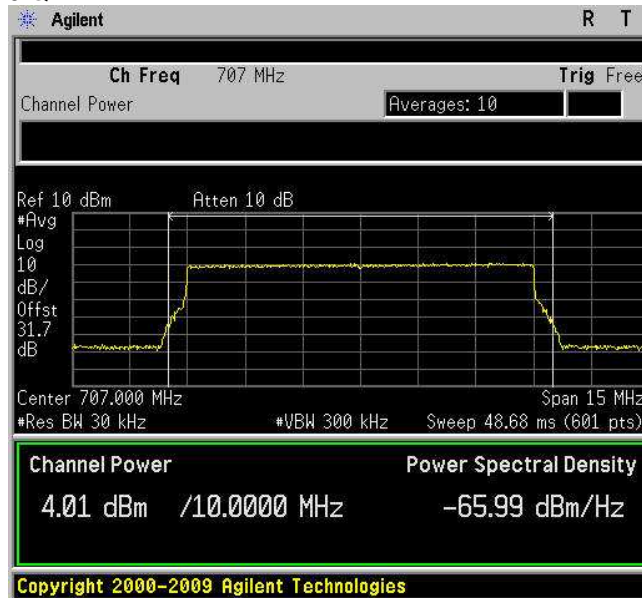 Agilent R T
Ch Freq 707 MHz Trig Free
Channel Power Averages: 10
Ref 10 dBm Atten 10 dB
#Avg
Log
10
dB/
Offst
31.7
dB
Center 707.000 MHz Span 15 MHz
#Res BW 30 kHz #VBW 300 kHz Sweep 48.68 ms (601 pts)
Channel Power Power Spectral Density
4.01 dBm /10.0000 MHz -65.99 dBm/Hz
Copyright 2000-2009 Agilent Technologies